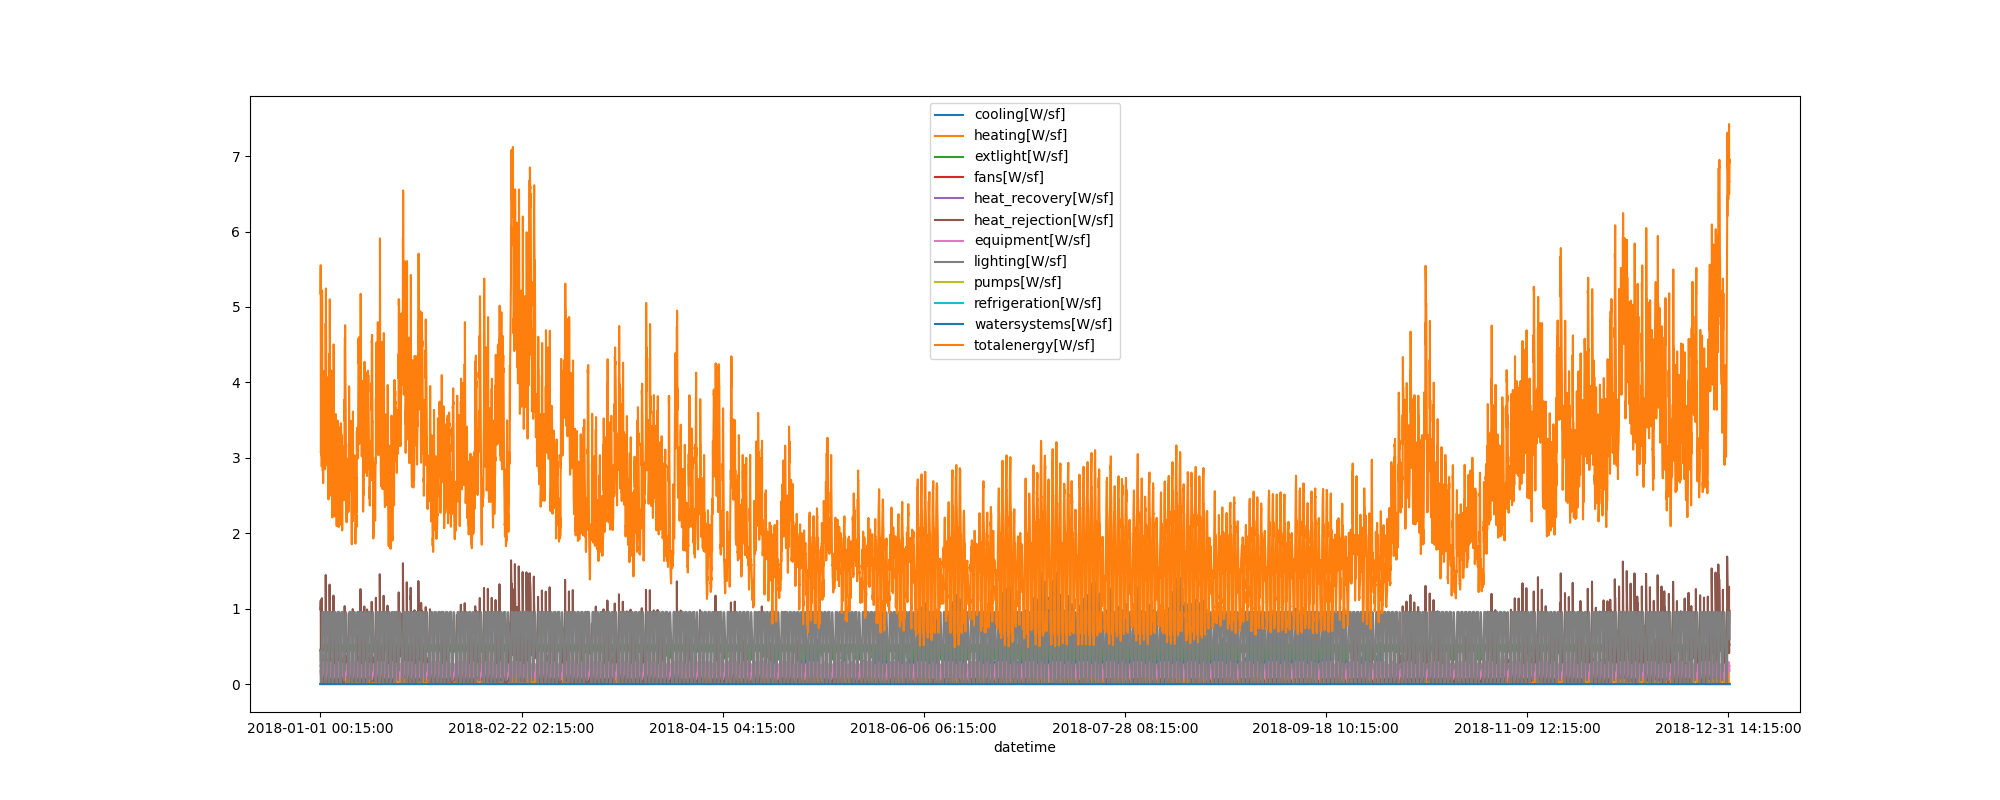 cooling[W/sf]
heating[W/sf]
extlight[W/sf]
fans[W/sf]
heat_recovery[W/sf]
heat_rejection[W/sf]
equipment[W/sf]
lighting[W/sf]
pumps[W/sf]
refrigeration[W/sf]
watersystems[W/sf]
totalenergy[W/sf]
7
6
5
4
3
2
1
0
2018-01-01 00:15:00 2018-02-22 02:15:00 2018-04-15 04:15:00 2018-06-06 06:15:00 2018-07-28 08:15:00 2018-09-18 10:15:00 2018-11-09 12:15:00 2018-12-31 14:15:00
datetime